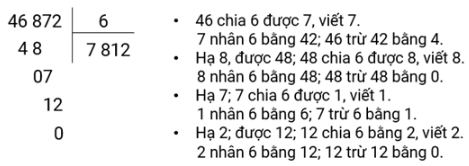 46 872 6
4 8 7 812
07
12
0
• 46 chia 6 được 7, viết 7.
7 nhân 6 bằng 42; 46 trừ 42 bằng 4.
• Hạ 8, được 48; 48 chia 6 được 8, viết 8.
8 nhân 6 bằng 48; 48 trừ 48 bằng 0.
• Hạ 7; 7 chia 6 được 1, viết 1.
1 nhân 6 bằng 6; 7 trừ 6 bằng 1.
• Hạ 2; được 12; 12 chia 6 bằng 2, viết 2.
2 nhân 6 bằng 12; 12 trừ 12 bằng 0.